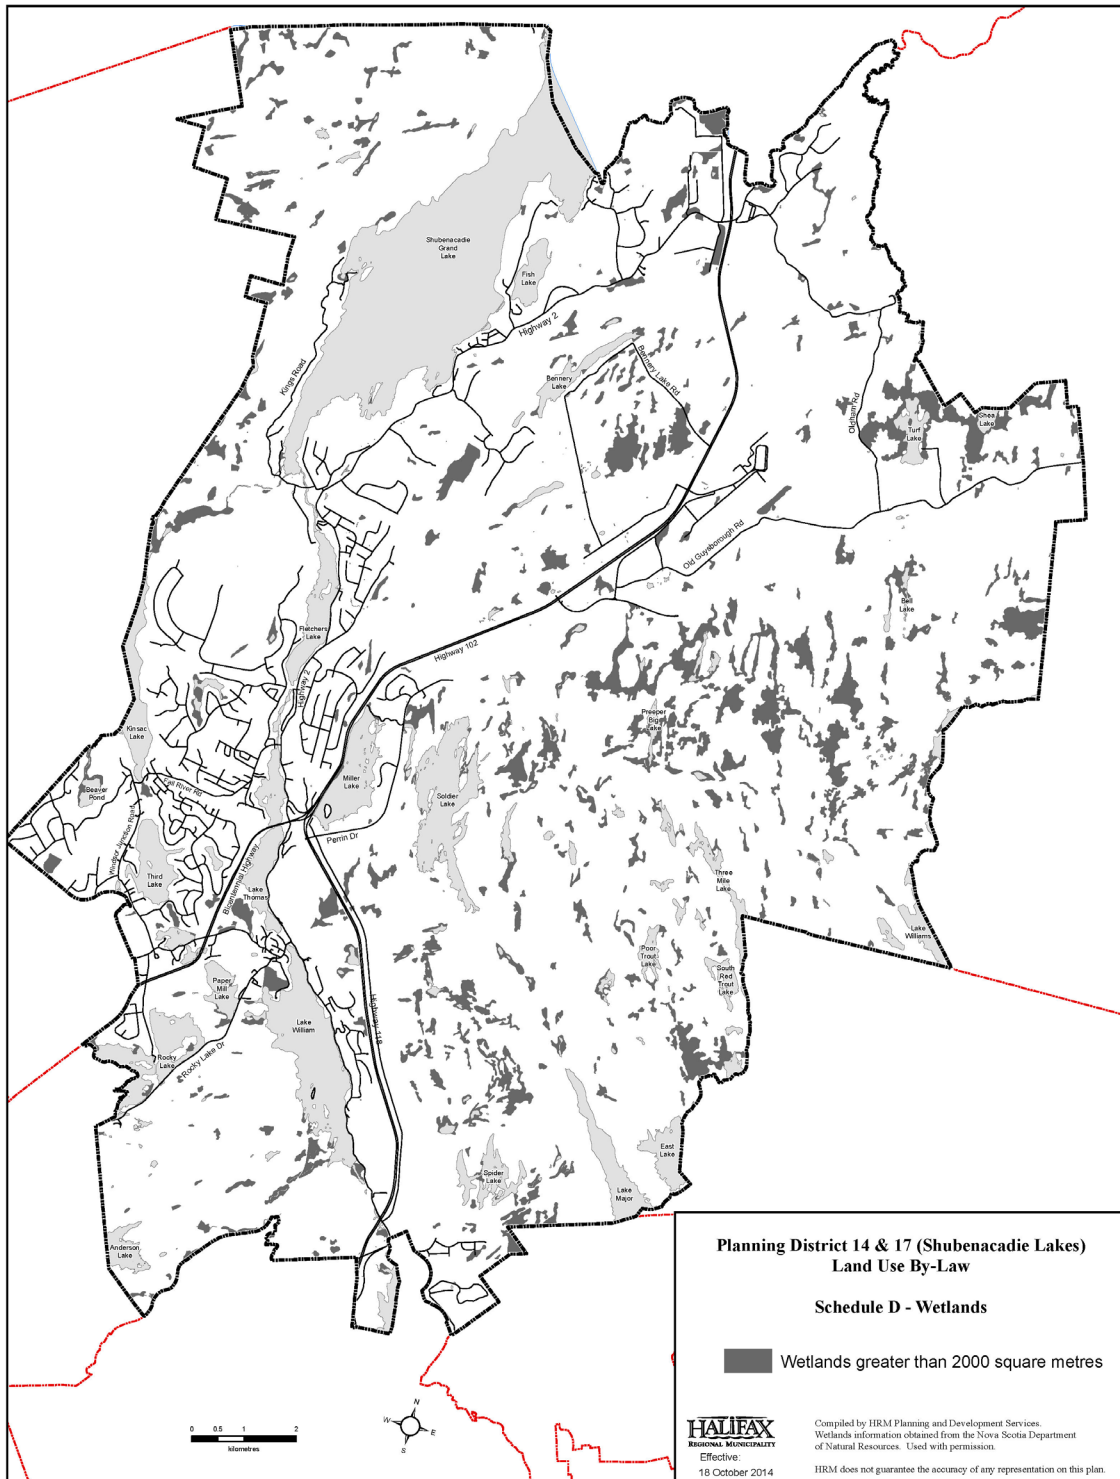 Shubenacadie
Grand
Lake
Fish
Lake
Highway 2
Kings Road
Bennery
Lake
Bennery Lake Rd
Oldham Rd
Turf
Lake
Shea
Lake
Old Guysborough Rd
Bell
Lake
Fletchers
Lake
Highway 2
Highway 102
Kinsac
Lake
Preeper
Big
Lake
Beaver
Pond
Fall River Rd
Windsor Junction Road
Miller
Lake
Soldier
Lake
Perrin Dr
Third
Lake
Bicentennial Highway
Lake
Thomas
Three
Mile
Lake
Lake
Williams
Poor
Trout
Lake
South
Red
Trout
Lake
Paper
Mill
Lake
Lake
William
Highway 118
Rocky
Lake
Rocky Lake Dr
East
Lake
Spider
Lake
Lake
Major
Anderson
Lake
Planning District 14 & 17 (Shubenacadie Lakes)
Land Use By-Law
Schedule D - Wetlands
Wetlands greater than 2000 square metres
N
W
E
S
0 0.5 1 2
kilometres
HALIFAX
REGIONAL MUNICIPALITY
Effective:
18 October 2014
Compiled by HRM Planning and Development Services.
Wetlands information obtained from the Nova Scotia Department
of Natural Resources. Used with permission.
HRM does not guarantee the accuracy of any representation on this plan.